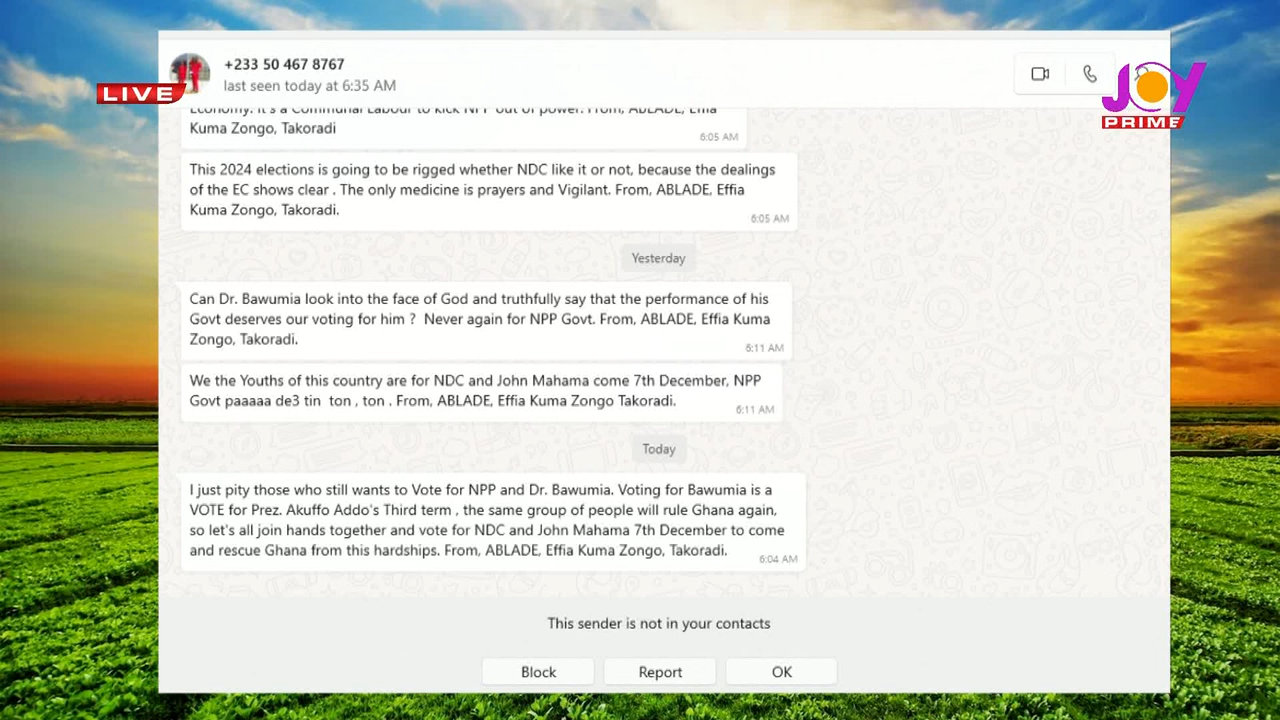 +233 50 467 8767
last seen today at 6:35 AM
LIVE
JOY
PRIME
Economy. It's a Communal Labour to kick NPP out of power. From, ABLADE, Effia
Kuma Zongo, Takoradi
6:05 AM
This 2024 elections is going to be rigged whether NDC like it or not, because the dealings
of the EC shows clear . The only medicine is prayers and Vigilant. From, ABLADE, Effia
Kuma Zongo, Takoradi.
6:05 AM
Yesterday
Can Dr. Bawumia look into the face of God and truthfully say that the performance of his
Govt deserves our voting for him ? Never again for NPP Govt. From, ABLADE, Effia Kuma
Zongo, Takoradi.
6:11 AM
We the Youths of this country are for NDC and John Mahama come 7th December, NPP
Govt paaaaa de3 tin ton , ton . From, ABLADE, Effia Kuma Zongo Takoradi.
6:11 AM
Today
I just pity those who still wants to Vote for NPP and Dr. Bawumia. Voting for Bawumia is a
VOTE for Prez. Akuffo Addo's Third term , the same group of people will rule Ghana again,
so let's all join hands together and vote for NDC and John Mahama 7th December to come
and rescue Ghana from this hardships. From, ABLADE, Effia Kuma Zongo, Takoradi.
6:04 AM
This sender is not in your contacts
Block
Report
OK